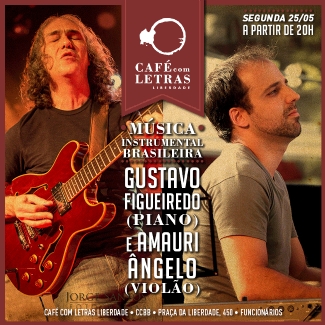 SEGUNDA 25/05
A PARTIR DE 20H
CAFÉ com
LETRAS
LIBERDADE
MÚSICA
INSTRUMENTAL
BRASILEIRA
GUSTAVO
FIGUEIREDO
(PIANO)
E AMAURI
ÂNGELO
(VIOLÃO)
CAFÉ COM LETRAS LIBERDADE • CCBB • PRAÇA DA LIBERDADE, 450 • FUNCIONÁRIOS